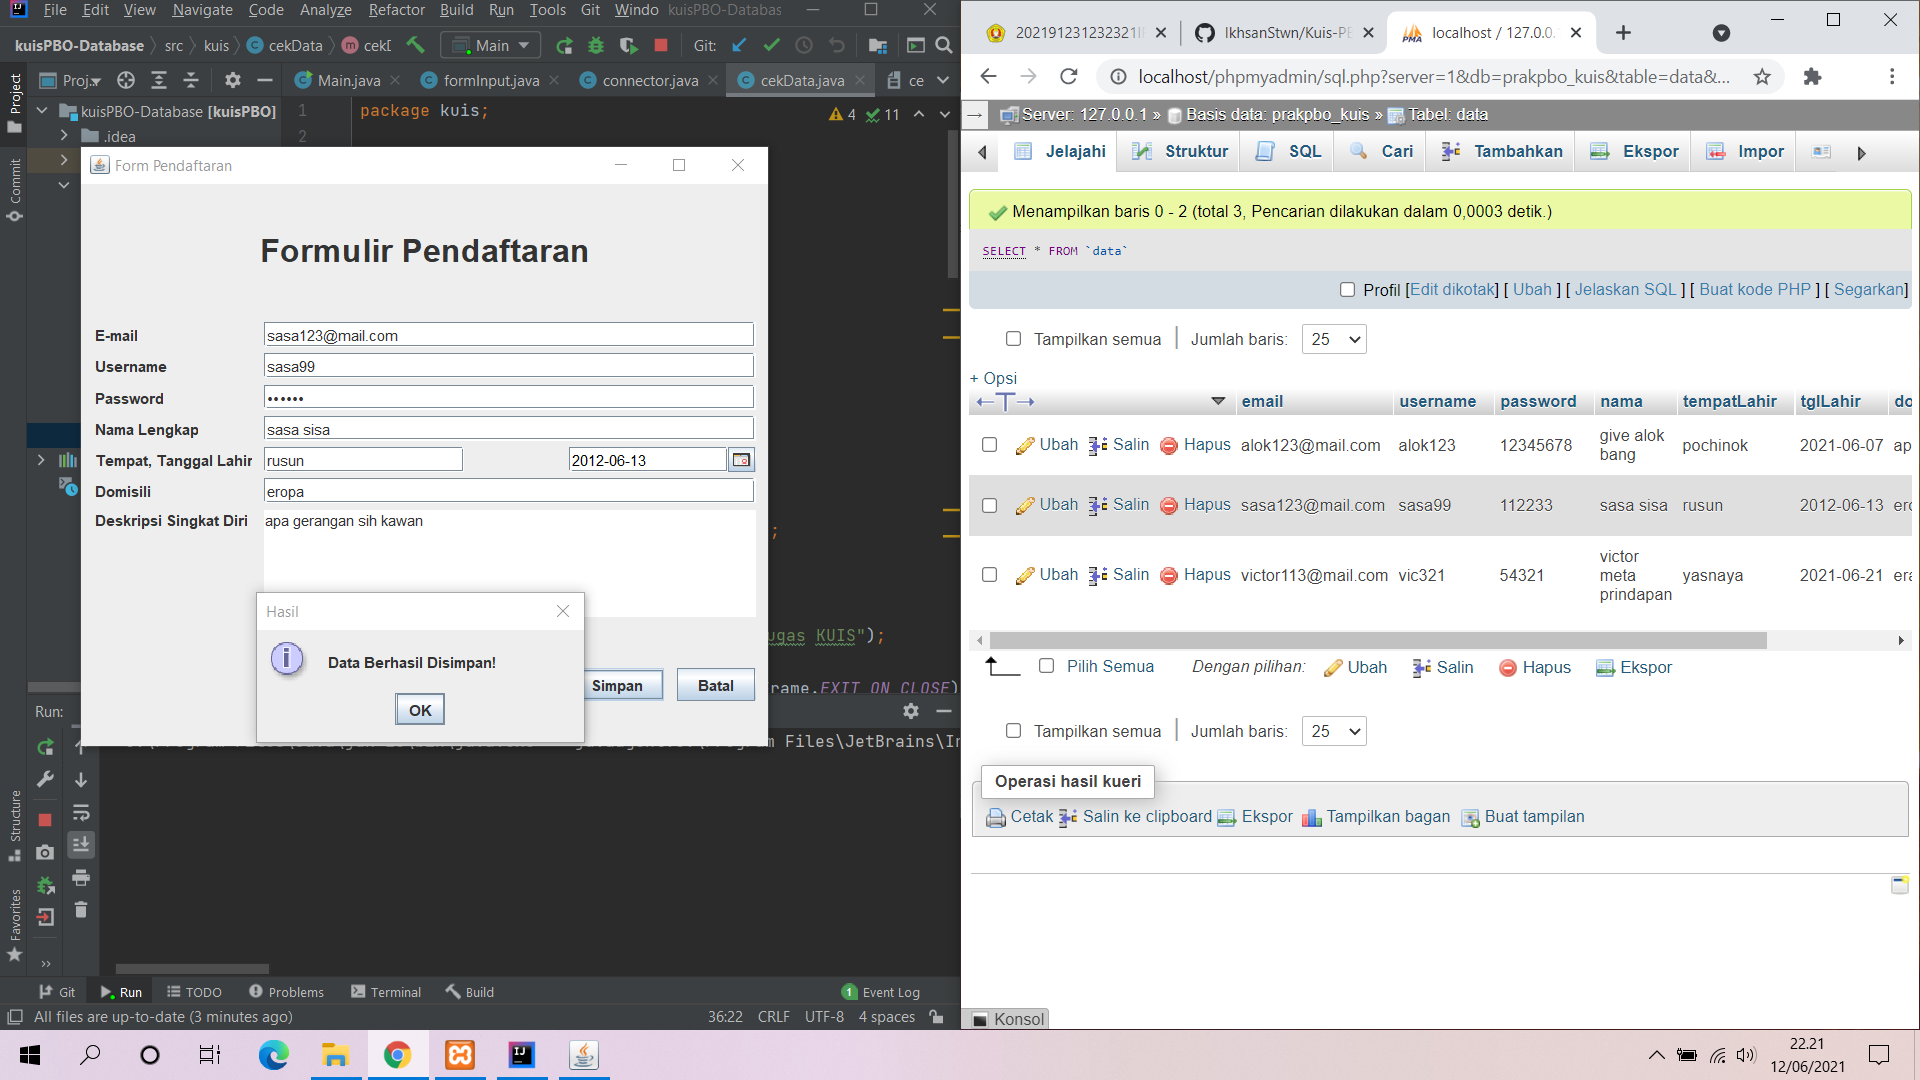 File Edit View Navigate Code Analyze Refactor Build Run Tools Git Windo kuisPBO-Databas
kuisPBO-Database src kuis cekData cekD Main Git:
Proj... Main.java formInput.java connector.java cekData.java ce
Project
Commit
Structure
Favorites
kuisPBO-Database [kuisPBO]
.idea
1 package kuis;
2
4 11
Form Pendaftaran
Formulir Pendaftaran
E-mail sasa123@mail.com
Username sasa99
Password ••••••
Nama Lengkap sasa sisa
Tempat, Tanggal Lahir rusun 2012-06-13
Domisili eropa
Deskripsi Singkat Diri apa gerangan sih kawan
;
ugas KUIS");
rame.EXIT_ON_CLOSE)
Hasil
Data Berhasil Disimpan!
OK
Simpan Batal
Run:
m Files\JetBrains\In
Git Run TODO Problems Terminal Build 1 Event Log
All files are up-to-date (3 minutes ago) 36:22 CRLF UTF-8 4 spaces
IkhsanStwn/Kuis-PB localhost / 127.0.0.
localhost/phpmyadmin/sql.php?server=1&db=prakpbo_kuis&table=data&...
Server: 127.0.0.1 » Basis data: prakpbo_kuis » Tabel: data
Jelajahi Struktur SQL Cari Tambahkan Ekspor Impor
Menampilkan baris 0 - 2 (total 3, Pencarian dilakukan dalam 0,0003 detik.)
SELECT * FROM `data`
Profil [Edit dikotak] [ Ubah ] [ Jelaskan SQL ] [ Buat kode PHP ] [ Segarkan]
Tampilkan semua Jumlah baris: 25
+ Opsi
←T→ email username password nama tempatLahir tglLahir do
Ubah Salin Hapus alok123@mail.com alok123 12345678 give alok bang pochinok 2021-06-07 ap
Ubah Salin Hapus sasa123@mail.com sasa99 112233 sasa sisa rusun 2012-06-13 ero
Ubah Salin Hapus victor113@mail.com vic321 54321 victor meta prindapan yasnaya 2021-06-21 era
Pilih Semua Dengan pilihan: Ubah Salin Hapus Ekspor
Tampilkan semua Jumlah baris: 25
Operasi hasil kueri
Cetak Salin ke clipboard Ekspor Tampilkan bagan Buat tampilan
Konsol
22.21
12/06/2021